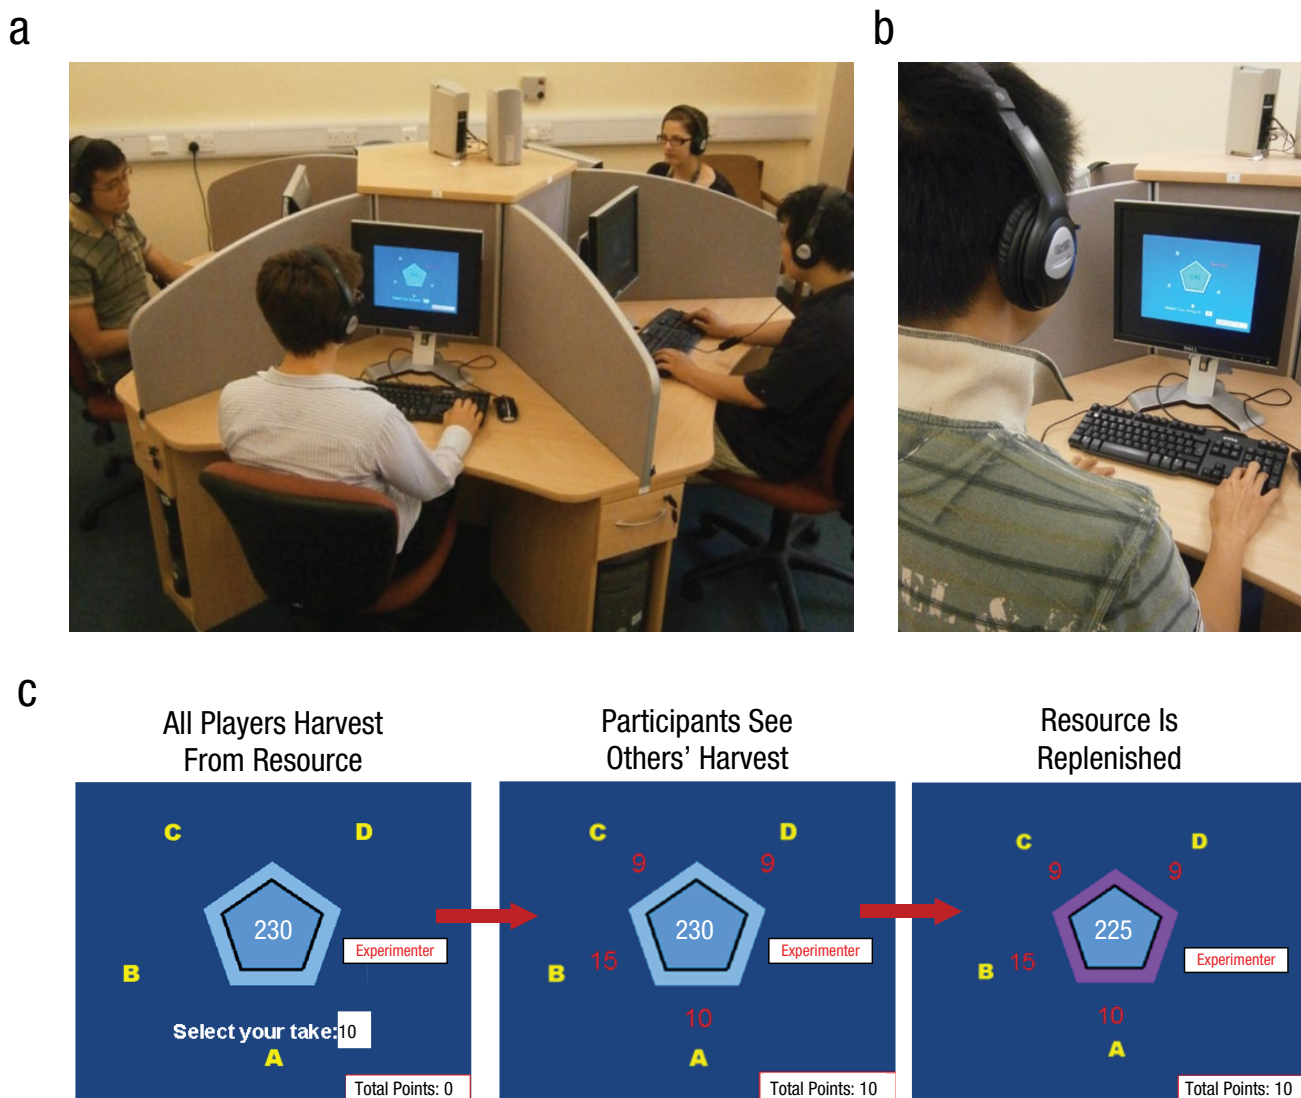 a
b
c
All Players Harvest
From Resource
Participants See
Others’ Harvest
Resource Is
Replenished
C
D
230
Experimenter
B
Select your take:10
A
Total Points: 0
C
D
9
9
230
Experimenter
15
B
10
A
Total Points: 10
C
D
9
9
225
Experimenter
15
B
10
A
Total Points: 10